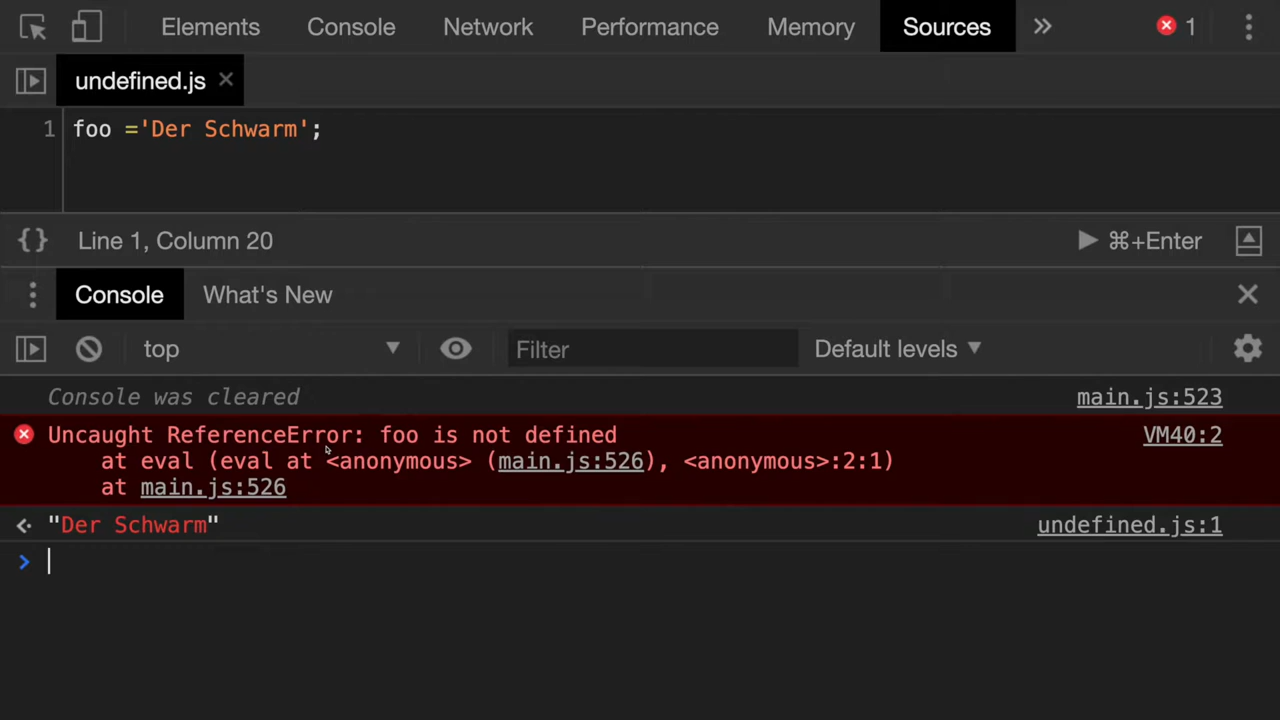 Elements Console Network Performance Memory Sources 1
undefined.js
1 foo ='Der Schwarm';
{} Line 1, Column 20 ⌘+Enter
Console What's New
top Filter Default levels
Console was cleared main.js:523
Uncaught ReferenceError: foo is not defined VM40:2
at eval (eval at <anonymous> (main.js:526), <anonymous>:2:1)
at main.js:526
"Der Schwarm" undefined.js:1